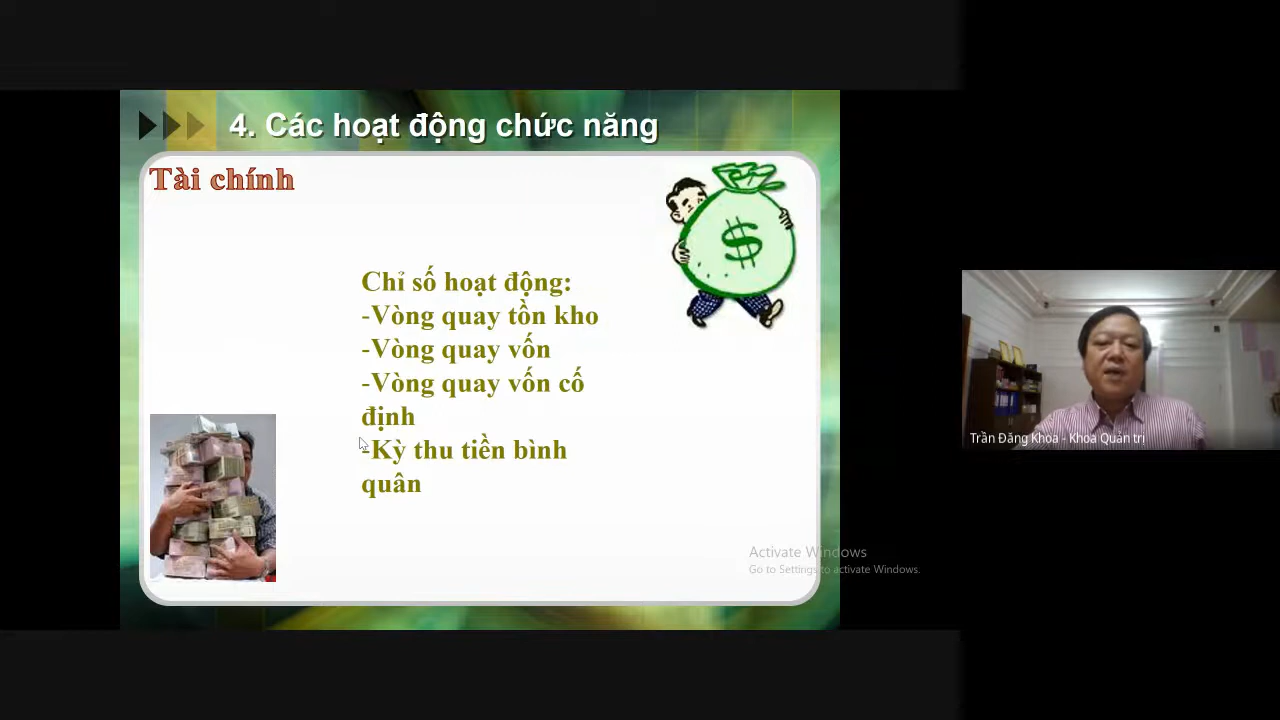 4. Các hoạt động chức năng
Tài chính
$
Chỉ số hoạt động:
-Vòng quay tồn kho
-Vòng quay vốn
-Vòng quay vốn cố
định
-Kỳ thu tiền bình
quân
Trần Đăng Khoa - Khoa Quản trị
Activate Windows
Go to Settings to activate Windows.